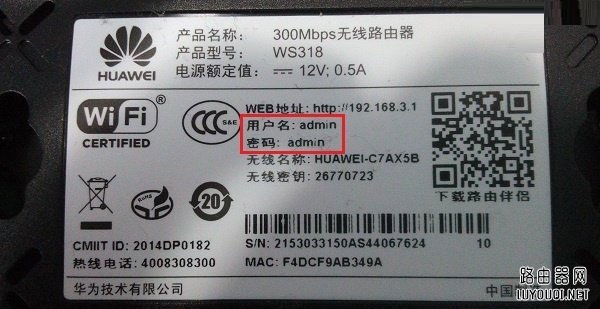 产品名称: 300Mbps无线路由器
产品型号: WS318
电源额定值: 12V; 0.5A
HUAWEI
WEB地址: http://192.168.3.1
用户名: admin
密码: admin
无线名称: HUAWEI-C7AX5B
无线密钥: 26770723
Wi Fi
®
CERTIFIED
CCC S&E
20
下载路由伴侣
CMIIT ID: 2014DP0182
热线电话: 4008308300
S/N: 2153033150AS44067624
10
MAC: F4DCF9AB349A
华为技术有限公司
中国
路由器网
LUYOUQI.NET